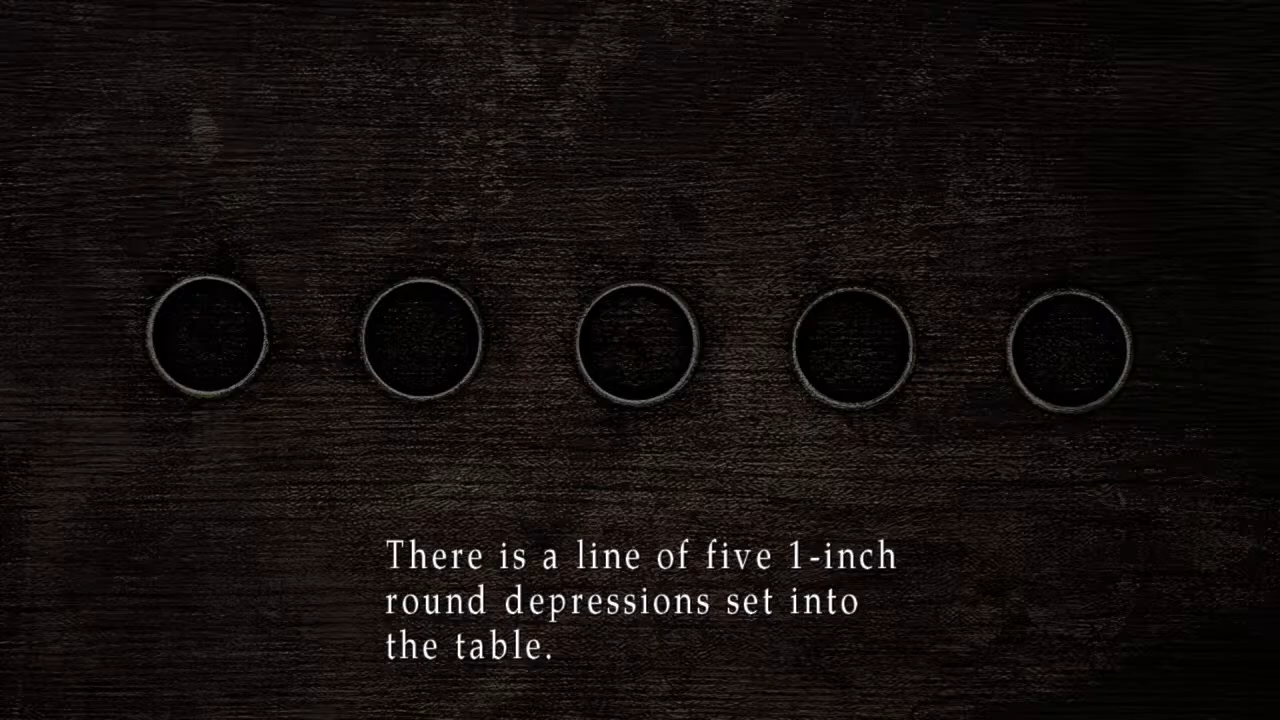 There is a line of five 1-inch
round depressions set into
the table.